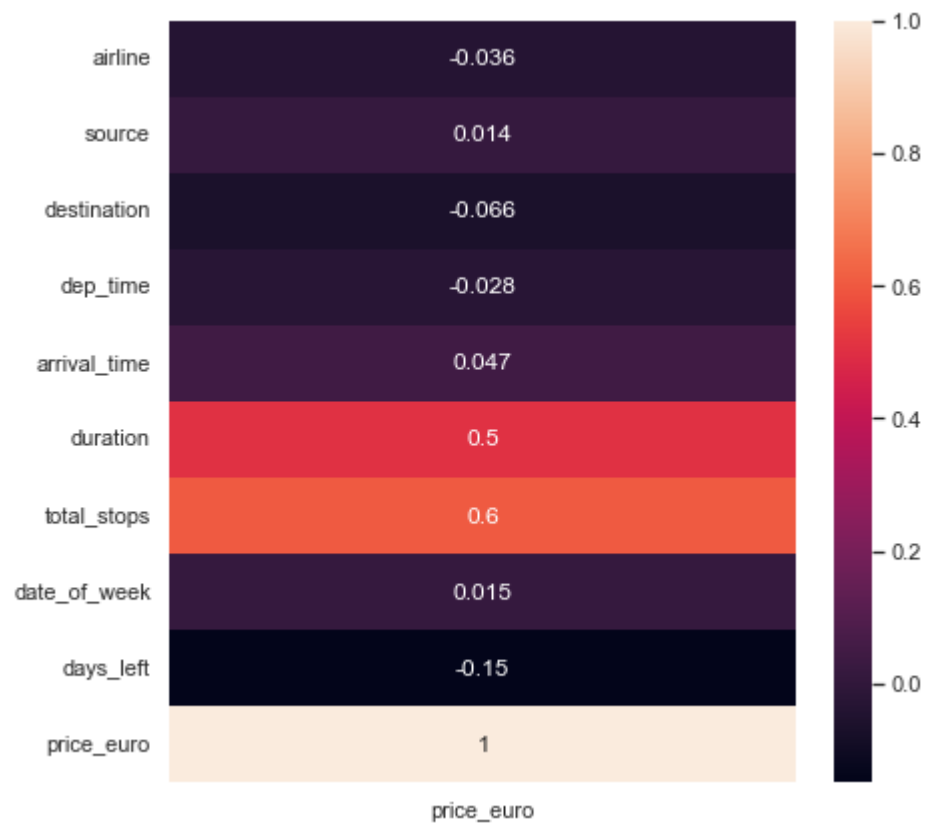 airline -0.036
source 0.014
destination -0.066
dep_time -0.028
arrival_time 0.047
duration 0.5
total_stops 0.6
date_of_week 0.015
days_left -0.15
price_euro 1
price_euro
1.0
0.8
0.6
0.4
0.2
0.0